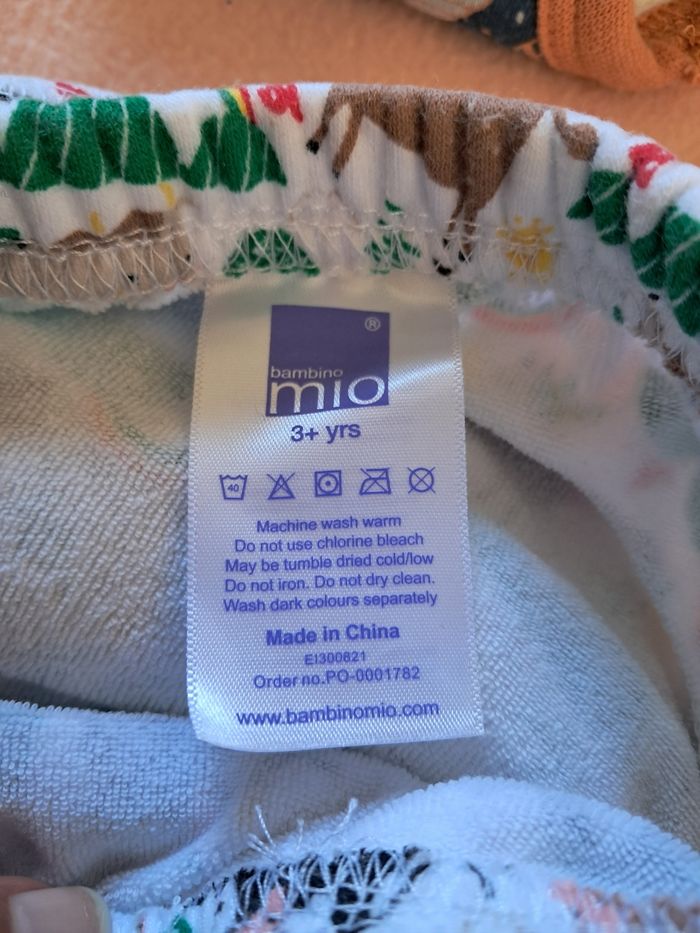 ®
bambino
mio
3+ yrs
40
Machine wash warm
Do not use chlorine bleach
May be tumble dried cold/low
Do not iron. Do not dry clean.
Wash dark colours separately
Made in China
EI300821
Order no.PO-0001782
www.bambinomio.com